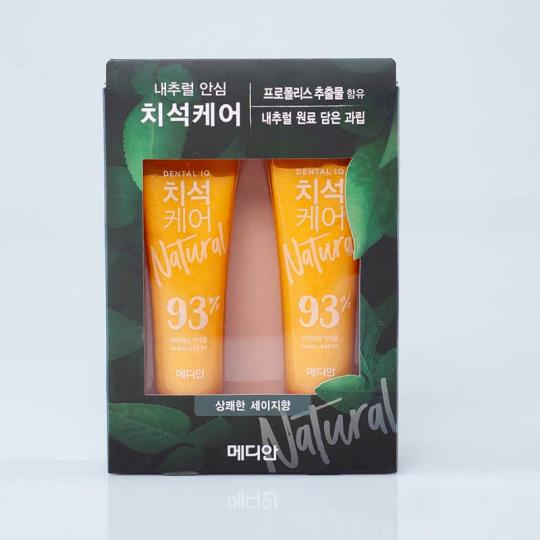 내추럴 안심
치석케어
프로폴리스 추출물 함유
내추럴 원료 담은 과립
DENTAL IQ
치석
케어
Natural
93%
메디안
DENTAL IQ
치석
케어
Natural
93%
메디안
상쾌한 세이지향
Natural
메디안